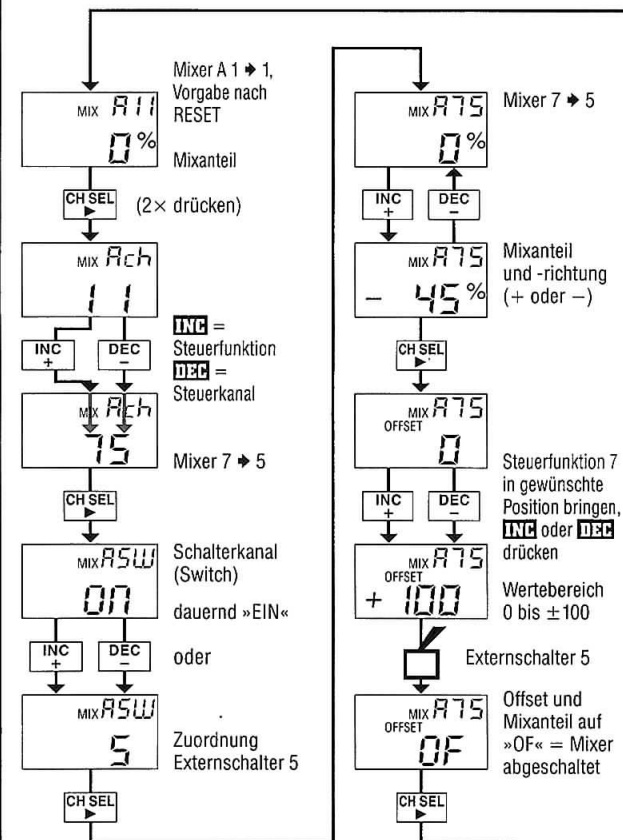 Mixer A 1 ➧ 1,
Vorgabe nach
RESET
MIX A11
0%
Mixanteil
CH SEL
▶
(2× drücken)
MIX Ach
11
INC
+
DEC
–
INC =
Steuerfunktion
DEC =
Steuerkanal
MIX Ach
75
Mixer 7 ➧ 5
CH SEL
▶
MIX ASW
ON
Schalterkanal
(Switch)
dauernd »EIN«
INC
+
DEC
–
oder
MIX ASW
5
Zuordnung
Externschalter 5
CH SEL
▶
MIX A75
0%
Mixer 7 ➧ 5
INC
+
DEC
–
MIX A75
– 45%
Mixanteil
und -richtung
(+ oder –)
CH SEL
▶
MIX A75
OFFSET
0
INC
+
DEC
–
Steuerfunktion 7
in gewünschte
Position bringen,
INC oder DEC
drücken
MIX A75
OFFSET
+ 100
Wertebereich
0 bis ±100
Externschalter 5
MIX A75
OFFSET
OF
Offset und
Mixanteil auf
»OF« = Mixer
abgeschaltet
CH SEL
▶